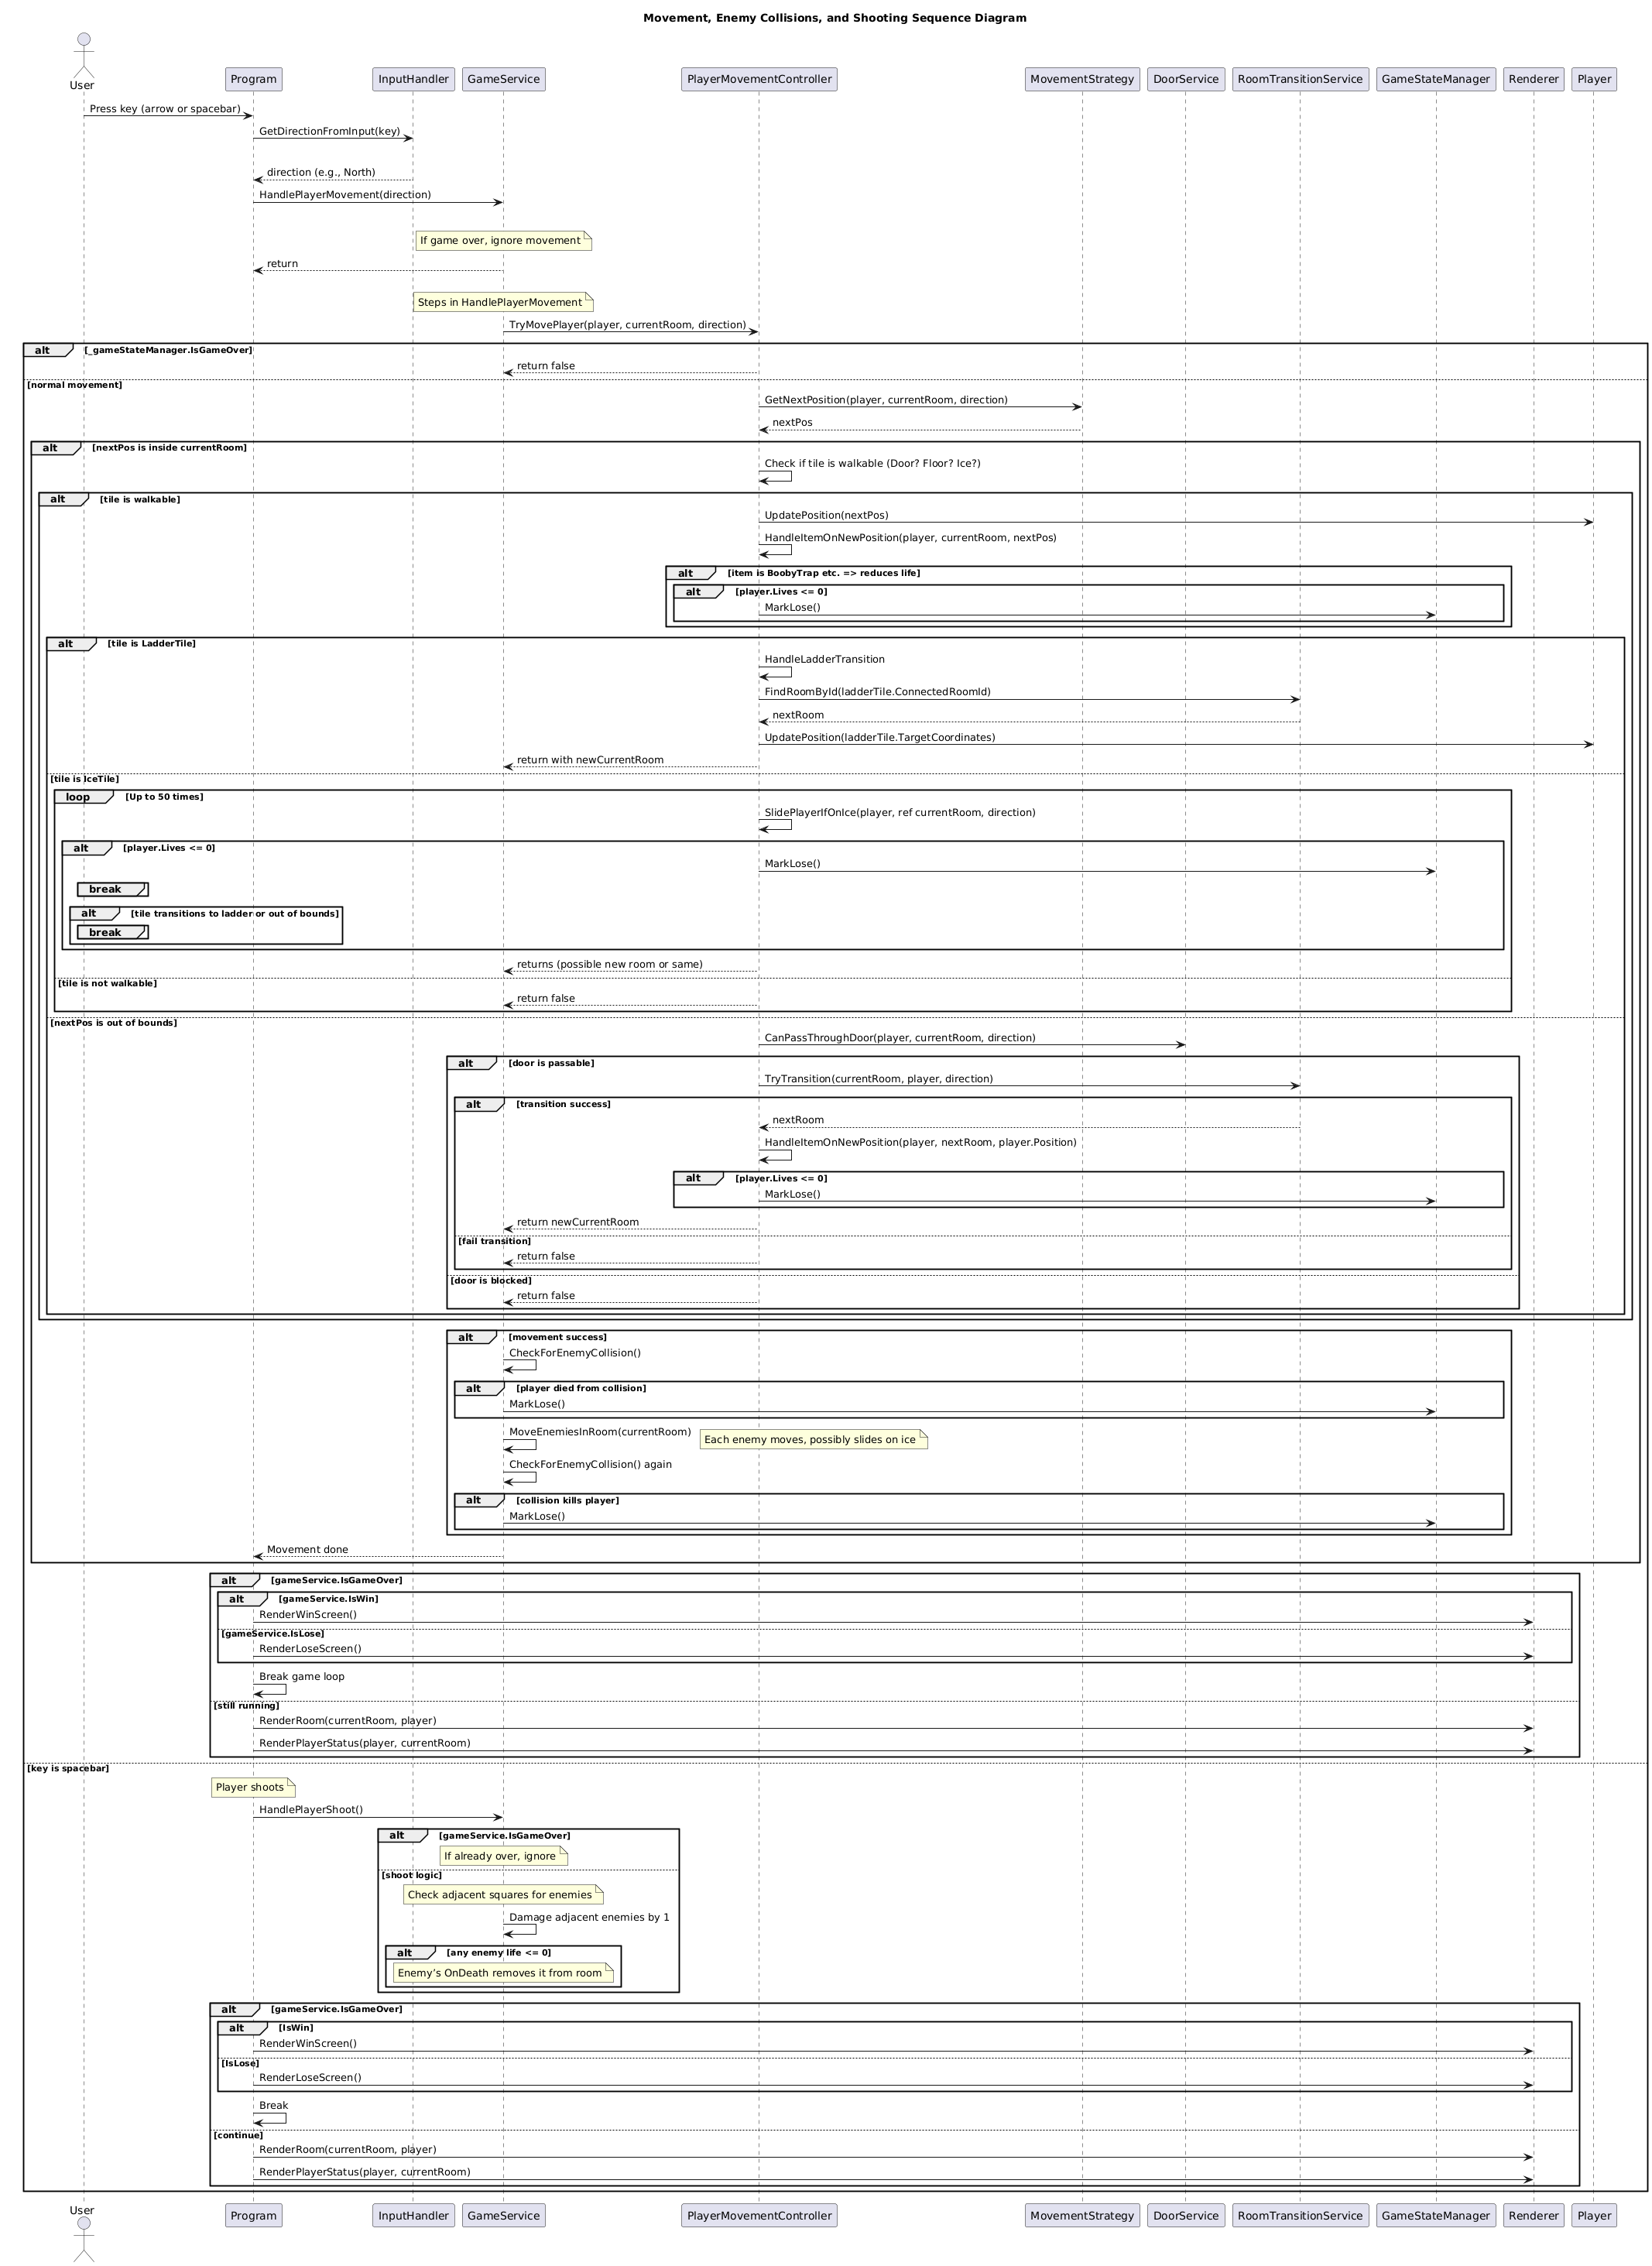 Movement, Enemy Collisions, and Shooting Sequence Diagram
User
Program
InputHandler
GameService
PlayerMovementController
MovementStrategy
DoorService
RoomTransitionService
GameStateManager
Renderer
Player
Press key (arrow or spacebar)
GetDirectionFromInput(key)
direction (e.g., North)
HandlePlayerMovement(direction)
If game over, ignore movement
return
Steps in HandlePlayerMovement
TryMovePlayer(player, currentRoom, direction)
alt [_gameStateManager.IsGameOver]
return false
[normal movement]
GetNextPosition(player, currentRoom, direction)
nextPos
alt [nextPos is inside currentRoom]
Check if tile is walkable (Door? Floor? Ice?)
alt [tile is walkable]
UpdatePosition(nextPos)
HandleItemOnNewPosition(player, currentRoom, nextPos)
alt [item is BoobyTrap etc. => reduces life]
alt [player.Lives <= 0]
MarkLose()
alt [tile is LadderTile]
HandleLadderTransition
FindRoomById(ladderTile.ConnectedRoomId)
nextRoom
UpdatePosition(ladderTile.TargetCoordinates)
return with newCurrentRoom
[tile is IceTile]
loop [Up to 50 times]
SlidePlayerIfOnIce(player, ref currentRoom, direction)
alt [player.Lives <= 0]
MarkLose()
break
alt [tile transitions to ladder or out of bounds]
break
returns (possible new room or same)
[tile is not walkable]
return false
[nextPos is out of bounds]
CanPassThroughDoor(player, currentRoom, direction)
alt [door is passable]
TryTransition(currentRoom, player, direction)
alt [transition success]
nextRoom
HandleItemOnNewPosition(player, nextRoom, player.Position)
alt [player.Lives <= 0]
MarkLose()
return newCurrentRoom
[fail transition]
return false
[door is blocked]
return false
alt [movement success]
CheckForEnemyCollision()
alt [player died from collision]
MarkLose()
MoveEnemiesInRoom(currentRoom)
Each enemy moves, possibly slides on ice
CheckForEnemyCollision() again
alt [collision kills player]
MarkLose()
Movement done
alt [gameService.IsGameOver]
alt [gameService.IsWin]
RenderWinScreen()
[gameService.IsLose]
RenderLoseScreen()
Break game loop
[still running]
RenderRoom(currentRoom, player)
RenderPlayerStatus(player, currentRoom)
[key is spacebar]
Player shoots
HandlePlayerShoot()
alt [gameService.IsGameOver]
If already over, ignore
[shoot logic]
Check adjacent squares for enemies
Damage adjacent enemies by 1
alt [any enemy life <= 0]
Enemy's OnDeath removes it from room
alt [gameService.IsGameOver]
alt [IsWin]
RenderWinScreen()
[IsLose]
RenderLoseScreen()
Break
[continue]
RenderRoom(currentRoom, player)
RenderPlayerStatus(player, currentRoom)
User
Program
InputHandler
GameService
PlayerMovementController
MovementStrategy
DoorService
RoomTransitionService
GameStateManager
Renderer
Player